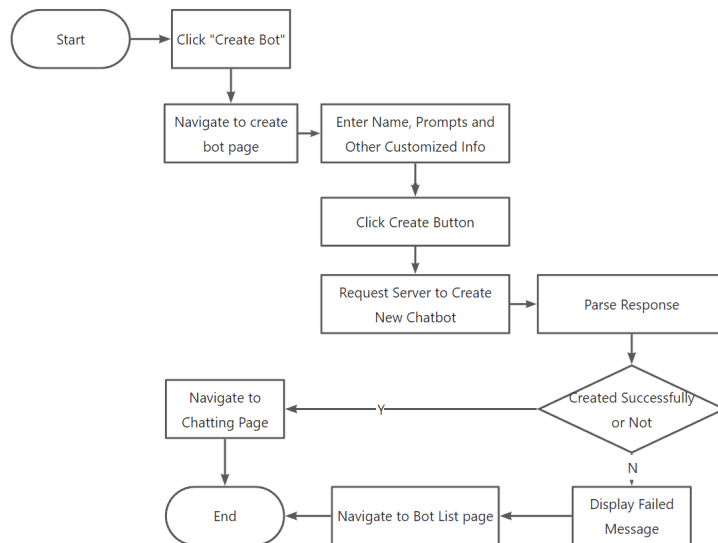 Start
Click "Create Bot"
Navigate to create
bot page
Enter Name, Prompts and
Other Customized Info
Click Create Button
Request Server to Create
New Chatbot
Parse Response
Created Successfully
or Not
Y
Navigate to
Chatting Page
N
Display Failed
Message
Navigate to Bot List page
End